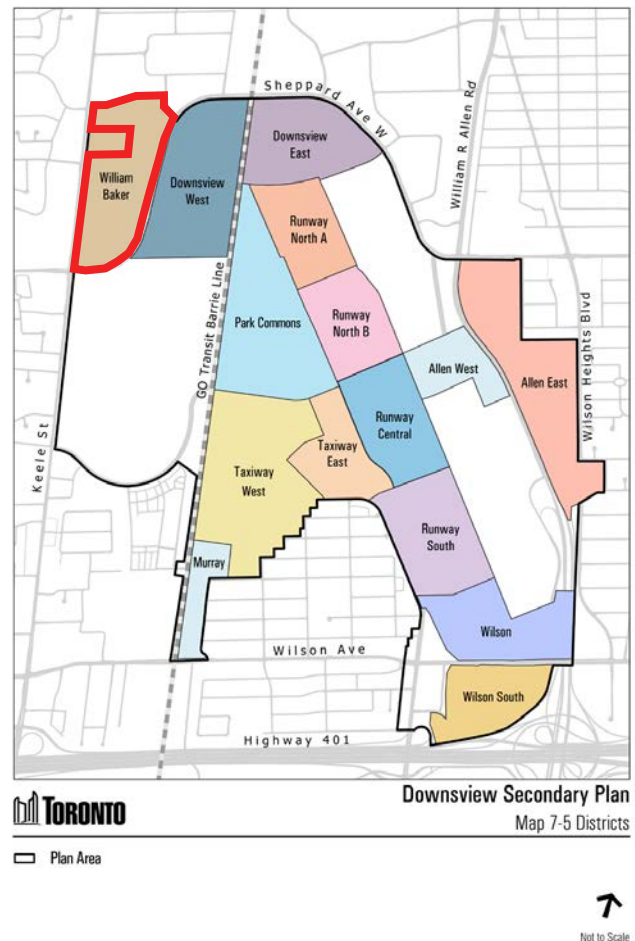 Sheppard Ave W
William R Allen Rd
Downsview
East
William
Baker
Downsview
West
Runway
North A
GO Transit Barrie Line
Park Commons
Runway
North B
Wilson Heights Blvd
Allen West
Allen East
Keele St
Runway
Central
Taxiway
East
Taxiway
West
Runway
South
Murray
Wilson
Wilson Ave
Wilson South
Highway 401
TORONTO
Downsview Secondary Plan
Map 7-5 Districts
Plan Area
Not to Scale